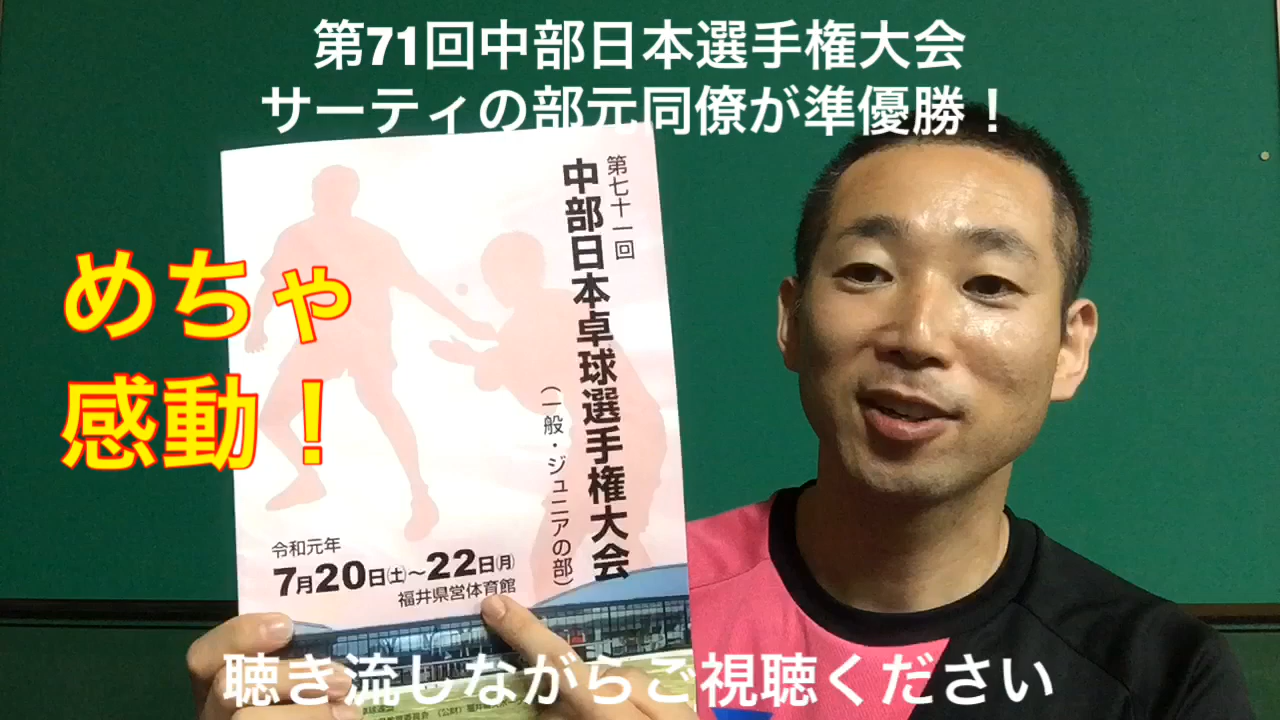 第71回中部日本選手権大会
サーティの部元同僚が準優勝！
めちゃ
感動！
第七十一回
中部日本卓球選手権大会
（一般・ジュニアの部）
令和元年
7月20日㈯～22日㈪
福井県営体育館
聴き流しながらご視聴ください